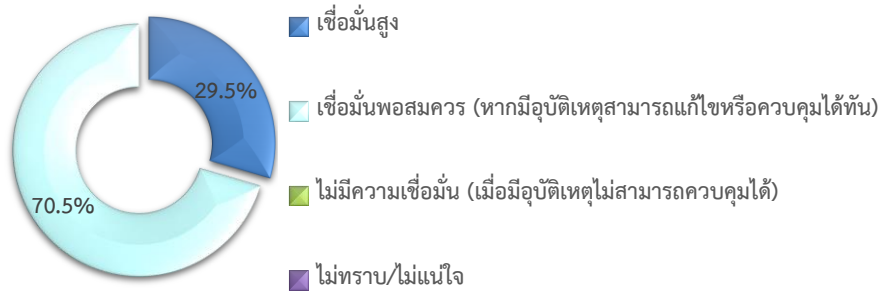 เชื่อมั่นสูง
29.5%
เชื่อมั่นพอสมควร (หากมีอุบัติเหตุสามารถแก้ไขหรือควบคุมได้ทัน)
ไม่มีความเชื่อมั่น (เมื่อมีอุบัติเหตุไม่สามารถควบคุมได้)
70.5%
ไม่ทราบ/ไม่แน่ใจ